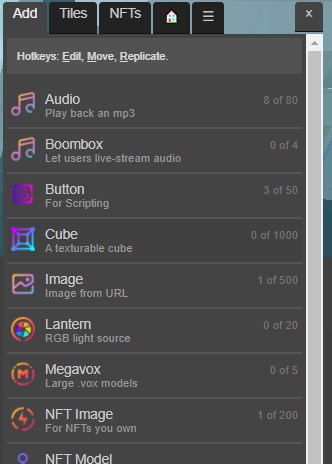 Add Tiles NFTs ☰ x
Hotkeys: Edit, Move, Replicate.
Audio 8 of 80
Play back an mp3
Boombox 0 of 4
Let users live-stream audio
Button 3 of 50
For Scripting
Cube 0 of 1000
A texturable cube
Image 1 of 500
Image from URL
Lantern 0 of 20
RGB light source
Megavox 0 of 5
Large .vox models
NFT Image 1 of 200
For NFTs you own
NFT Model